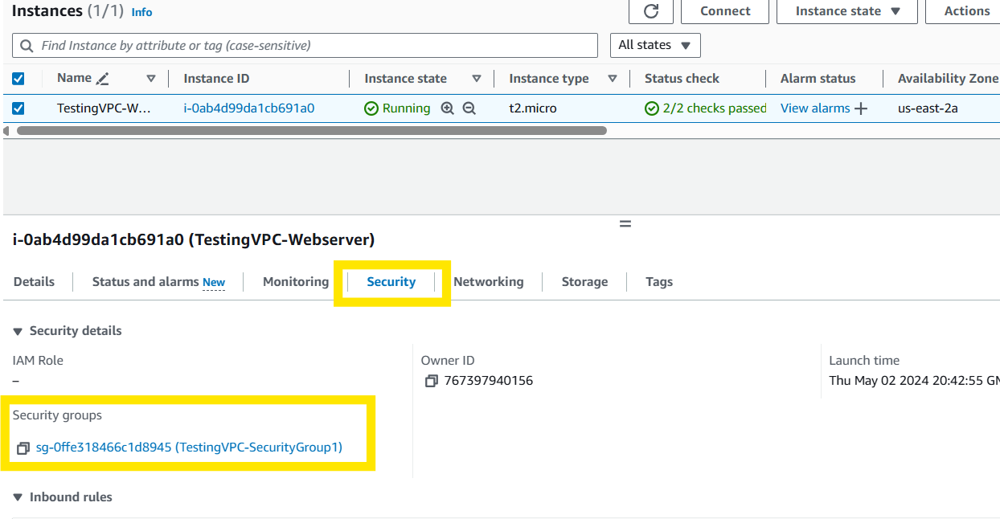 Instances (1/1) Info
Connect
Instance state
Actions
Find Instance by attribute or tag (case-sensitive)
All states
Name
Instance ID
Instance state
Instance type
Status check
Alarm status
Availability Zone
TestingVPC-W...
i-0ab4d99da1cb691a0
Running
t2.micro
2/2 checks passed
View alarms
us-east-2a
i-0ab4d99da1cb691a0 (TestingVPC-Webserver)
Details
Status and alarms New
Monitoring
Security
Networking
Storage
Tags
Security details
IAM Role
–
Owner ID
767397940156
Launch time
Thu May 02 2024 20:42:55 GM
Security groups
sg-0ffe318466c1d8945 (TestingVPC-SecurityGroup1)
Inbound rules